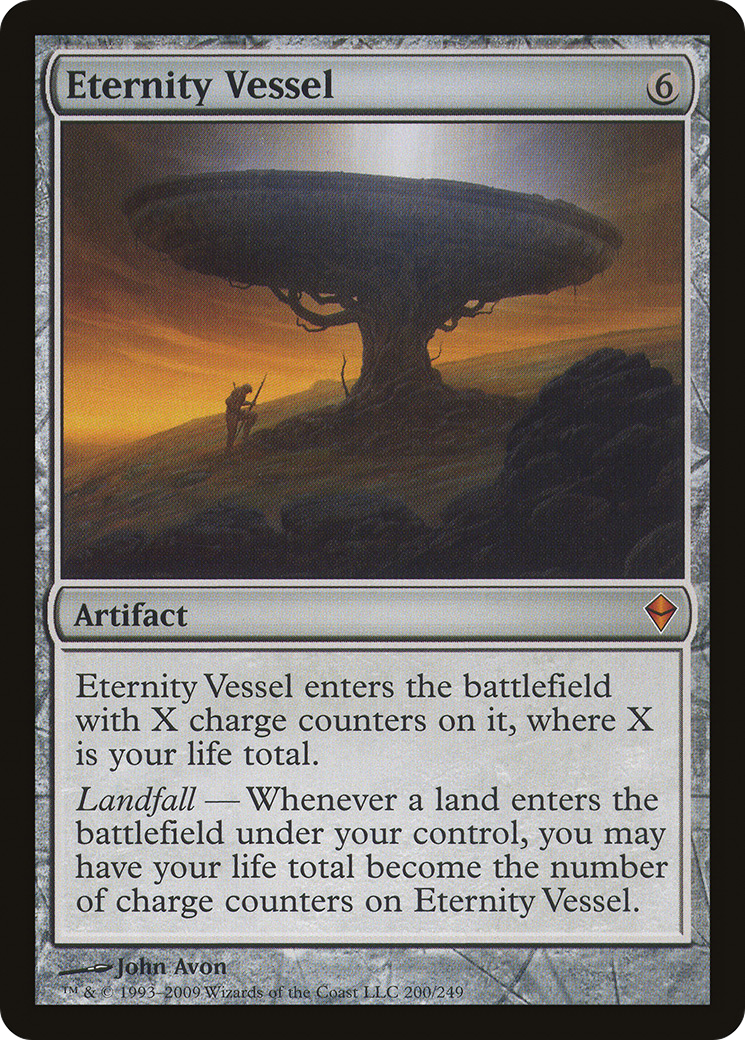 Eternity Vessel 6
Artifact
Eternity Vessel enters the battlefield
with X charge counters on it, where X
is your life total.
Landfall — Whenever a land enters the
battlefield under your control, you may
have your life total become the number
of charge counters on Eternity Vessel.
John Avon
™ & © 1993–2009 Wizards of the Coast LLC 200/249